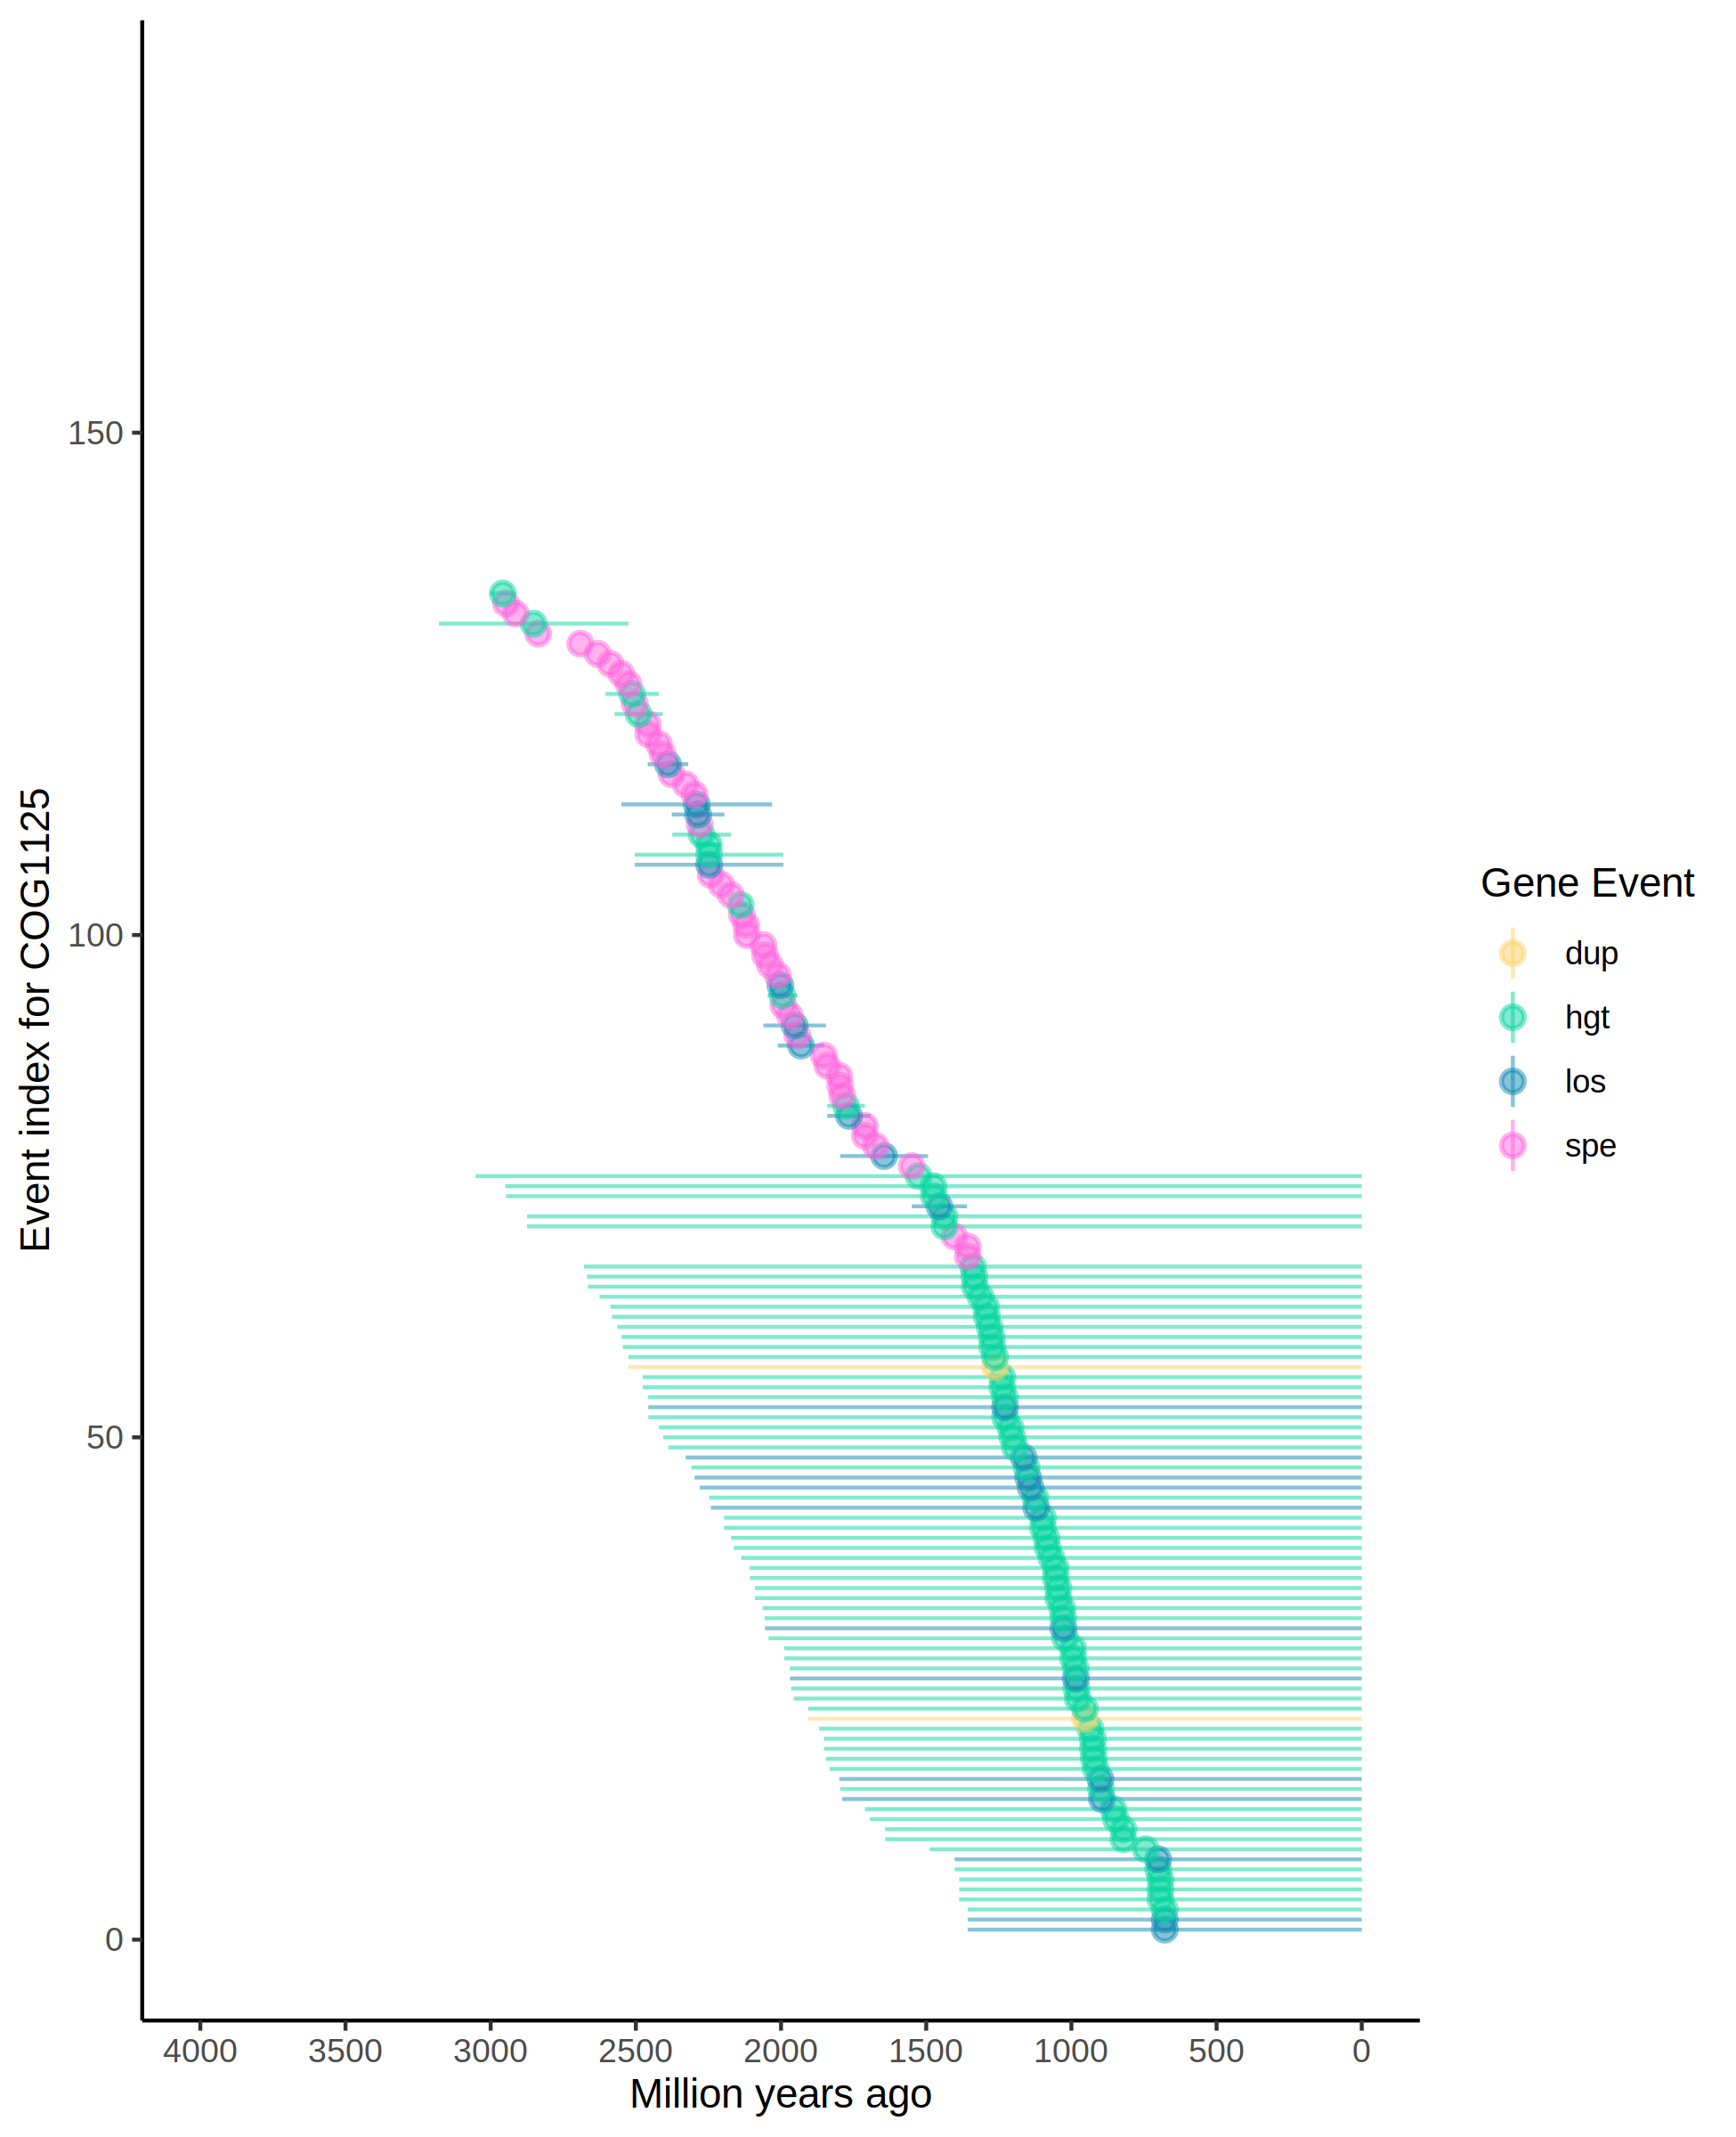 Event index for COG1125
150
100
50
0
4000 3500 3000 2500 2000 1500 1000 500 0
Million years ago
Gene Event
dup
hgt
los
spe